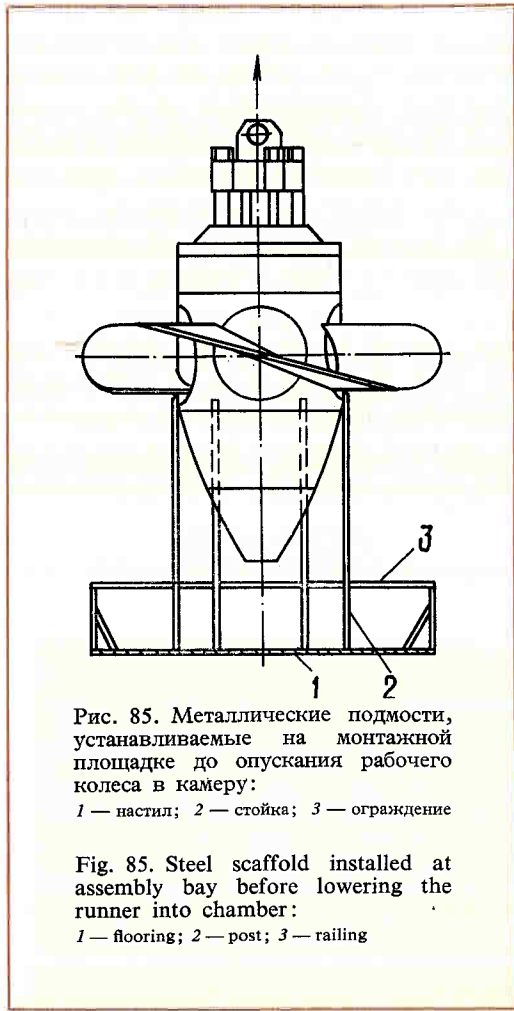 3
1
2
Рис. 85. Металлические подмости,
устанавливаемые на монтажной
площадке до опускания рабочего
колеса в камеру:
1 — настил; 2 — стойка; 3 — ограждение
Fig. 85. Steel scaffold installed at
assembly bay before lowering the
runner into chamber:
1 — flooring; 2 — post; 3 — railing